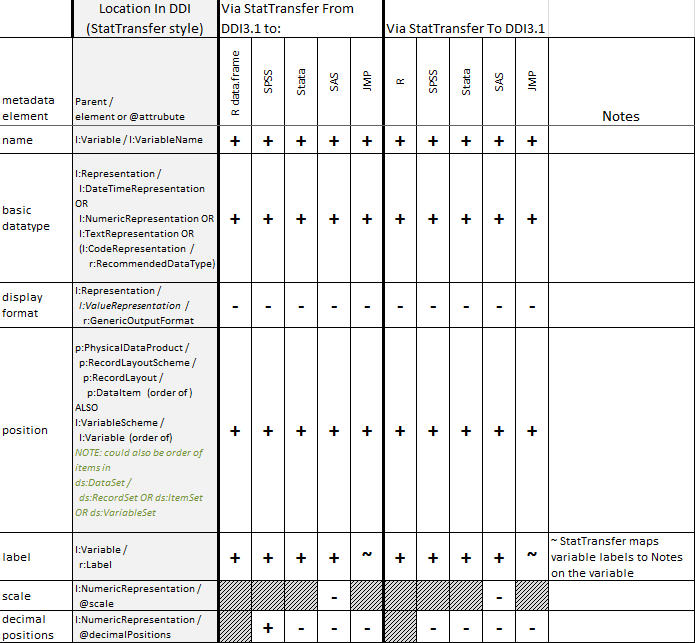 Location In DDI
(StatTransfer style)
Via StatTransfer From
DDI3.1 to:
Via StatTransfer To DDI3.1
metadata
element
Parent /
element or @attrubute
R data.frame
SPSS
Stata
SAS
JMP
R
SPSS
Stata
SAS
JMP
Notes
name
l:Variable / l:VariableName
+ + + + + + + + + +
basic
datatype
l:Representation /
l:DateTimeRepresentation
OR
l:NumericRepresentation OR
l:TextRepresentation OR
(l:CodeRepresentation /
r:RecommendedDataType)
+ + + + + + + + + +
display
format
l:Representation /
l:ValueRepresentation /
r:GenericOutputFormat
- - - - - - - - - -
position
p:PhysicalDataProduct /
p:RecordLayoutScheme /
p:RecordLayout /
p:DataItem (order of)
ALSO
l:VariableScheme /
l:Variable (order of)
NOTE: could also be order of
items in
ds:DataSet /
ds:RecordSet OR ds:ItemSet
OR ds:VariableSet
+ + + + + + + + + +
label
l:Variable /
r:Label
+ + + + ~ + + + + ~
~ StatTransfer maps
variable labels to Notes
on the variable
scale
l:NumericRepresentation /
@scale
- -
decimal
positions
l:NumericRepresentation /
@decimalPositions
+ - - - - - - -